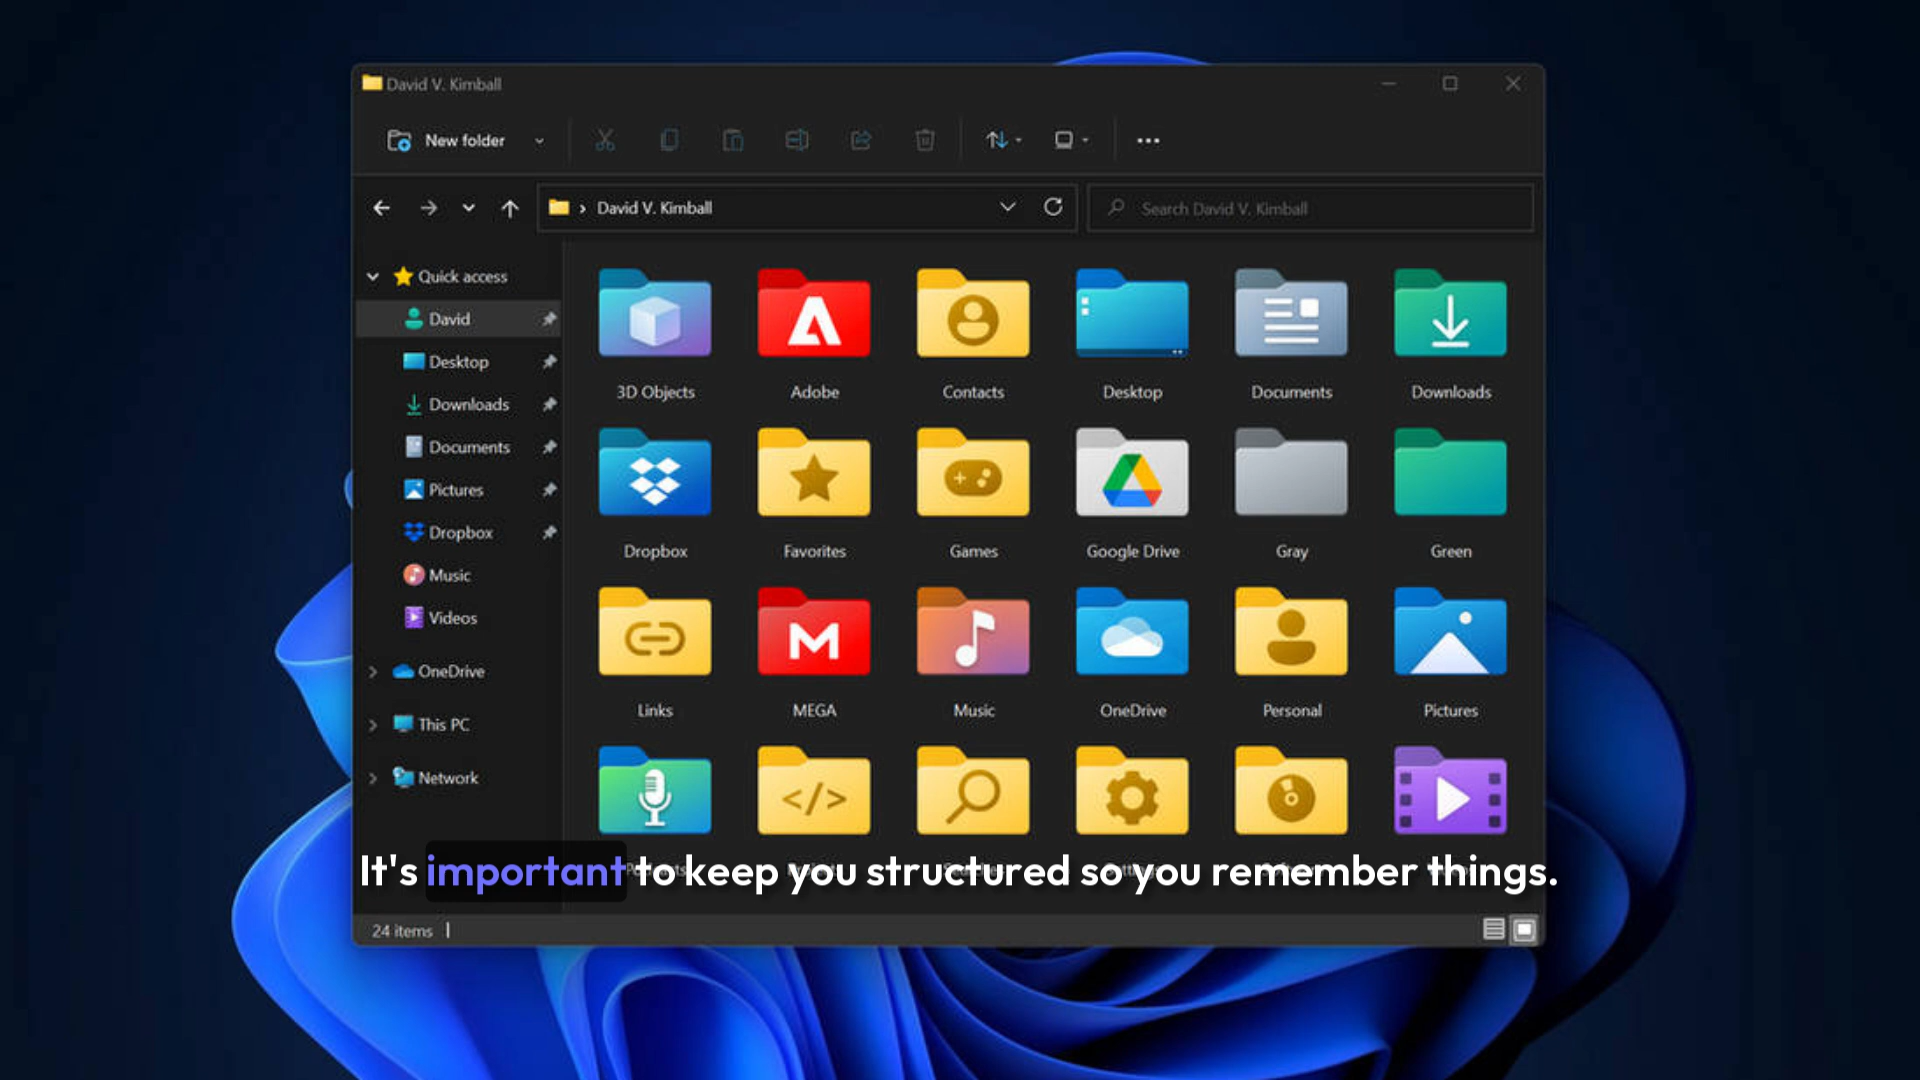 David V. Kimball
New folder
David V. Kimball
Search David V. Kimball
Quick access
David
Desktop
Downloads
Documents
Pictures
Dropbox
Music
Videos
OneDrive
This PC
Network
3D Objects Adobe Contacts Desktop Documents Downloads
Dropbox Favorites Games Google Drive Gray Green
Links MEGA Music OneDrive Personal Pictures
It's important to keep you structured so you remember things.
24 items